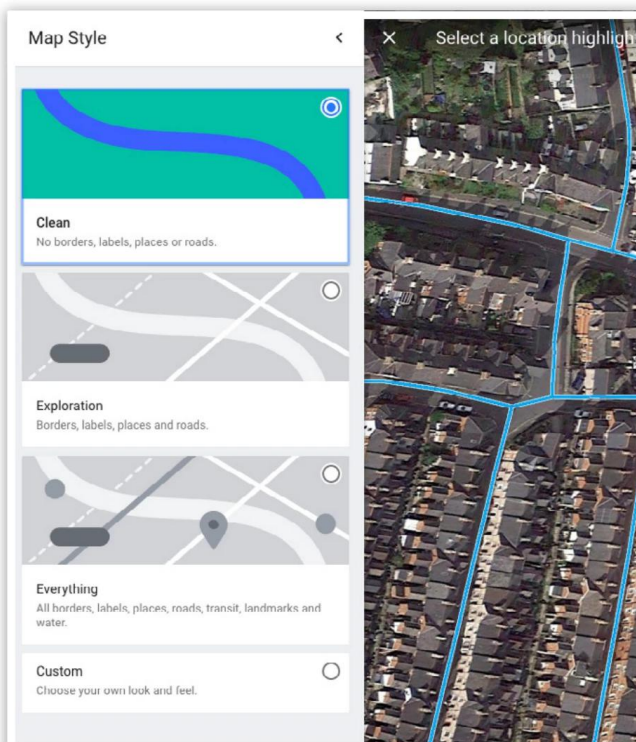 Map Style
Select a location highligh
Clean
No borders, labels, places or roads.
Exploration
Borders, labels, places and roads.
Everything
All borders, labels, places, roads, transit, landmarks and
water.
Custom
Choose your own look and feel.